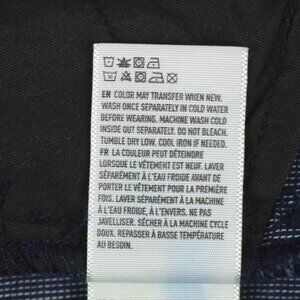 EN COLOR MAY TRANSFER WHEN NEW.
WASH ONCE SEPARATELY IN COLD WATER
BEFORE WEARING. MACHINE WASH COLD
INSIDE OUT SEPARATELY. DO NOT BLEACH.
TUMBLE DRY LOW. COOL IRON IF NEEDED.
FR LA COULEUR PEUT DÉTEINDRE
LORSQUE LE VÊTEMENT EST NEUF. LAVER
SÉPARÉMENT À L'EAU FROIDE AVANT DE
PORTER LE VÊTEMENT POUR LA PREMIÈRE
FOIS. LAVER SÉPARÉMENT À LA MACHINE
À L'EAU FROIDE, À L'ENVERS. NE PAS
JAVELLISER. SÉCHER À LA MACHINE CYCLE
DOUX. REPASSER À BASSE TEMPÉRATURE
AU BESOIN.